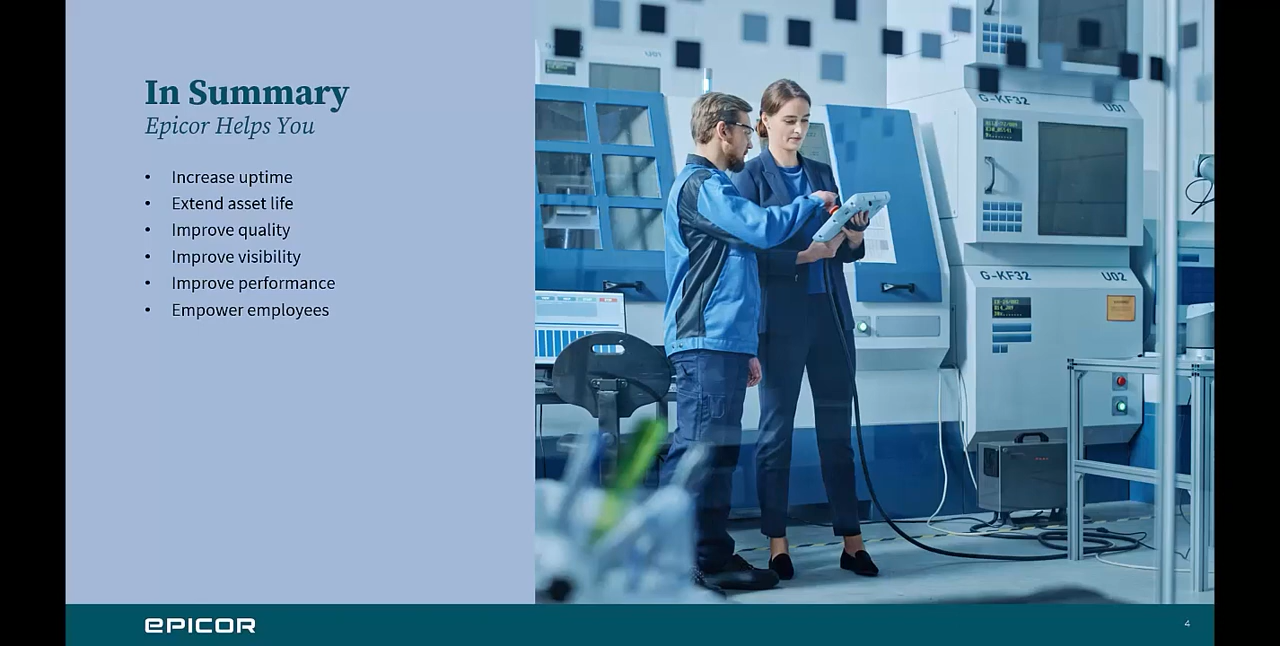 In Summary
Epicor Helps You
• Increase uptime
• Extend asset life
• Improve quality
• Improve visibility
• Improve performance
• Empower employees
G-KF32 U01
G-KF32 U02
EPICOR
4